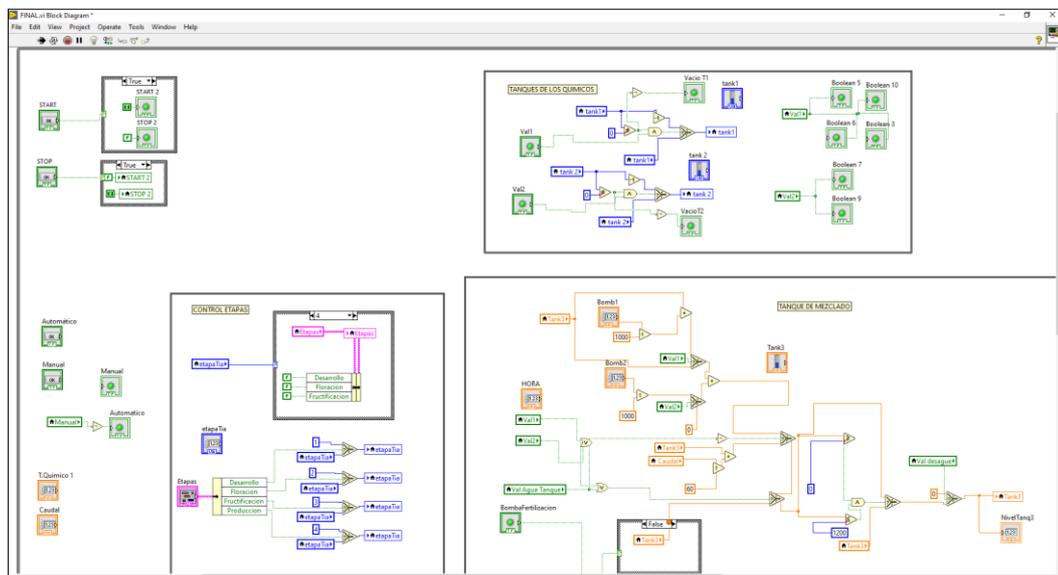 FINAL.vi Block Diagram *
File Edit View Project Operate Tools Window Help
START
True
START 2
STOP 2
F
OK
STOP
True
F
START 2
STOP 2
OK
TANQUES DE LOS QUIMICOS
Vacio T1
tank1
tank1
0
tank1
Val1
tank1
tank 2
tank 2
0
tank 2
Val2
tank 2
VacioT2
Boolean 5
Boolean 10
Val1
Boolean 6
Boolean 3
Boolean 7
Val2
Boolean 9
Automático
OK
Manual
OK
Manual
Automatico
Manual
T.Quimico 1
Caudal
CONTROL ETAPAS
4
Etapas
Etapas
etapaTia
F
Desarrollo
F
Floracion
F
Fructificacion
etapaTia
1
etapaTia
etapaTia
Etapas
Desarrollo
Floracion
Fructificacion
Produccion
2
etapaTia
etapaTia
3
etapaTia
etapaTia
4
etapaTia
etapaTia
TANQUE DE MEZCLADO
Bomb1
Tank3
1000
Val1
Bomb2
Tank3
HORA
1000
Val2
0
Val1
Val2
Tank3
Caudal
60
Val Agua Tanque
BombaFertilizacion
False
Tank3
0
1200
Tank3
Val desague
0
Tank3
NivelTanq3